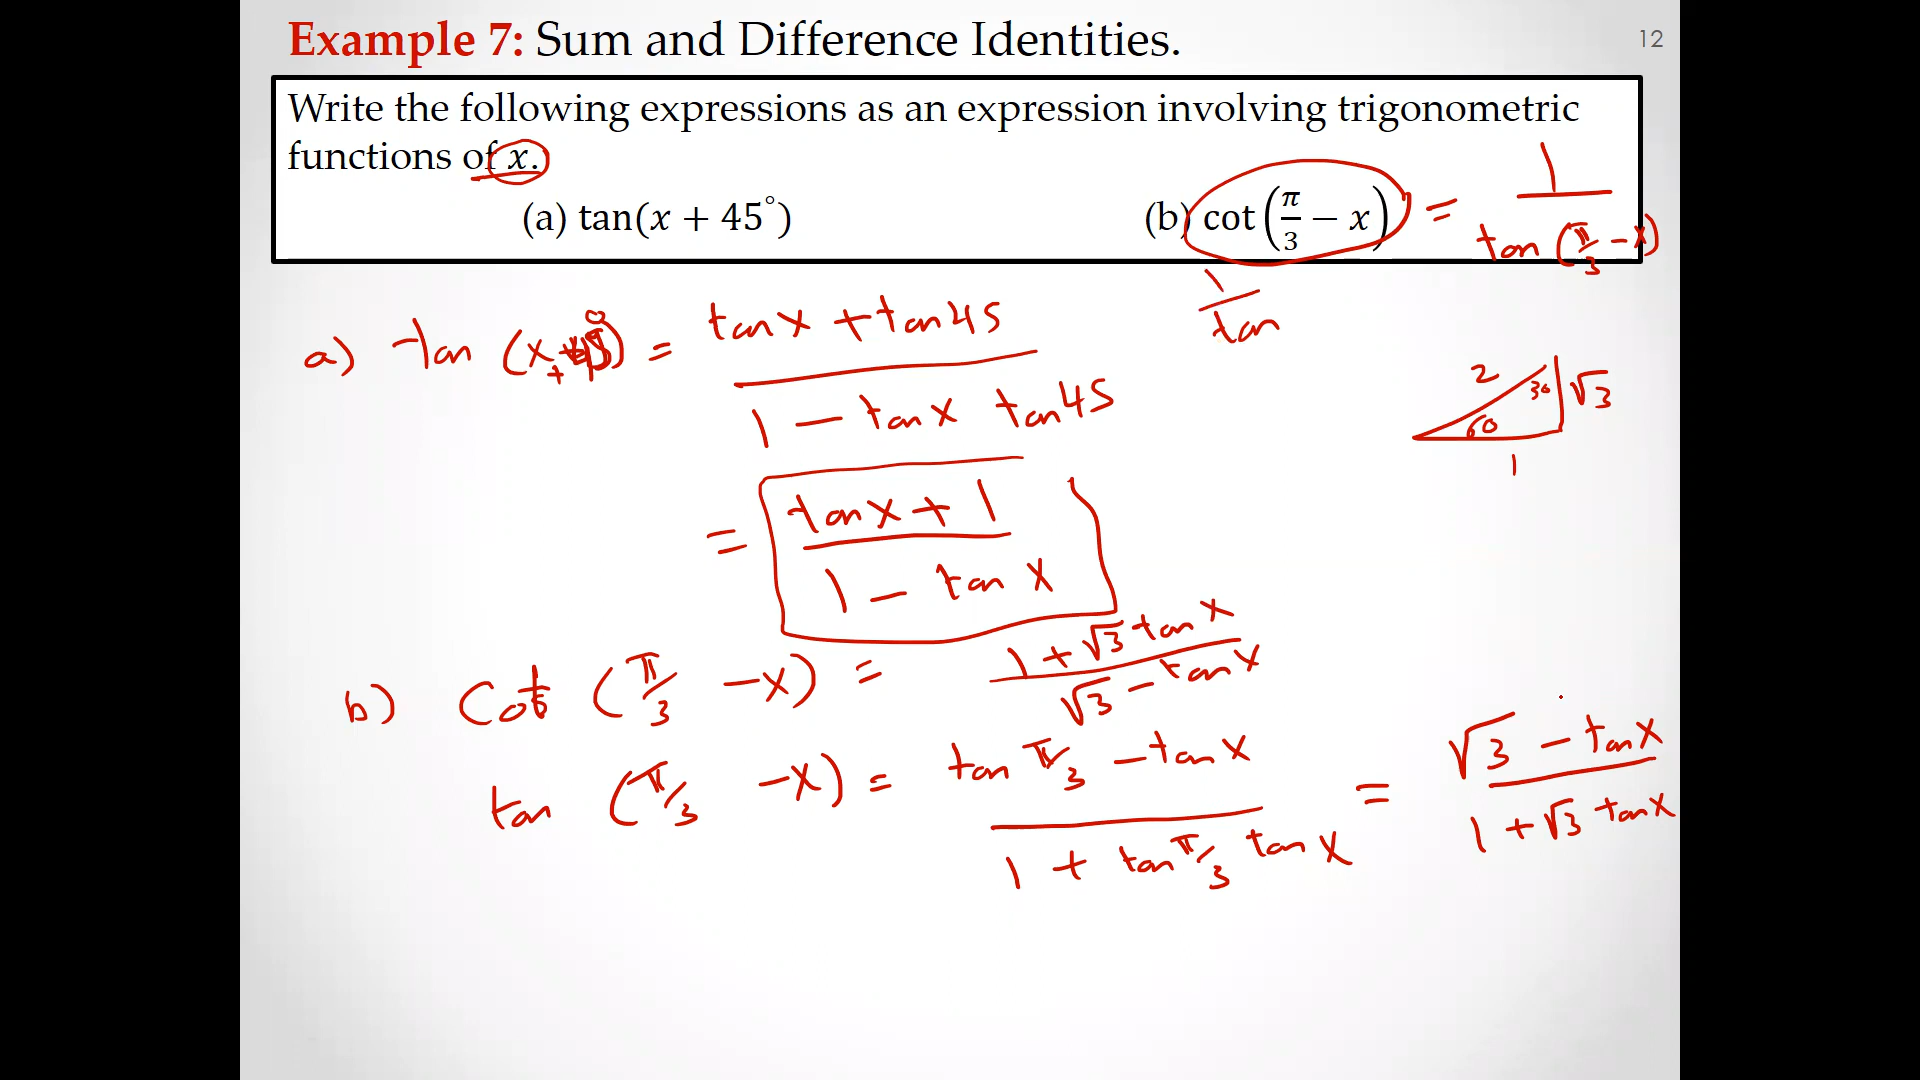 Example 7: Sum and Difference Identities.
12
Write the following expressions as an expression involving trigonometric
functions of x.
(a) tan(x + 45°)
(b) cot(π/3 − x) = 1/tan(π/3 − x)
1/tan
a) tan (x + ) = (tan x + tan 45)/(1 − tan x tan 45)
2 30 √3
60
1
= (tan x + 1)/(1 − tan x)
b) Cot (π/3 − x) = (1 + √3 tan x)/(√3 − tan x)
tan (π/3 − x) = (tan π/3 − tan x)/(1 + tan π/3 tan x) = (√3 − tan x)/(1 + √3 tan x)